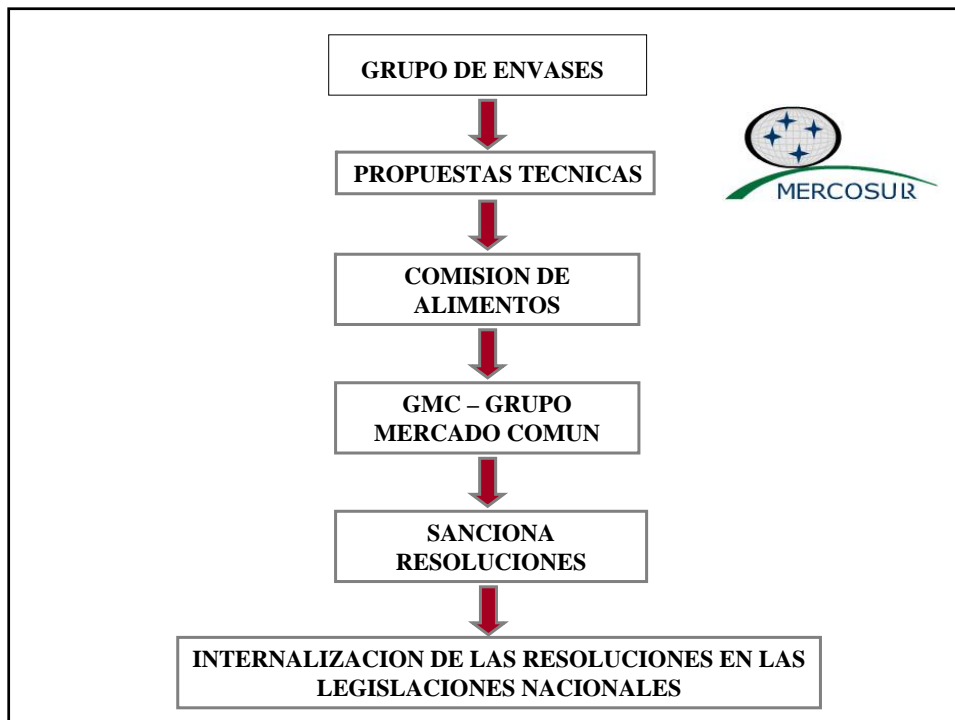 GRUPO DE ENVASES
PROPUESTAS TECNICAS
MERCOSUR
COMISION DE
ALIMENTOS
GMC – GRUPO
MERCADO COMUN
SANCIONA
RESOLUCIONES
INTERNALIZACION DE LAS RESOLUCIONES EN LAS
LEGISLACIONES NACIONALES